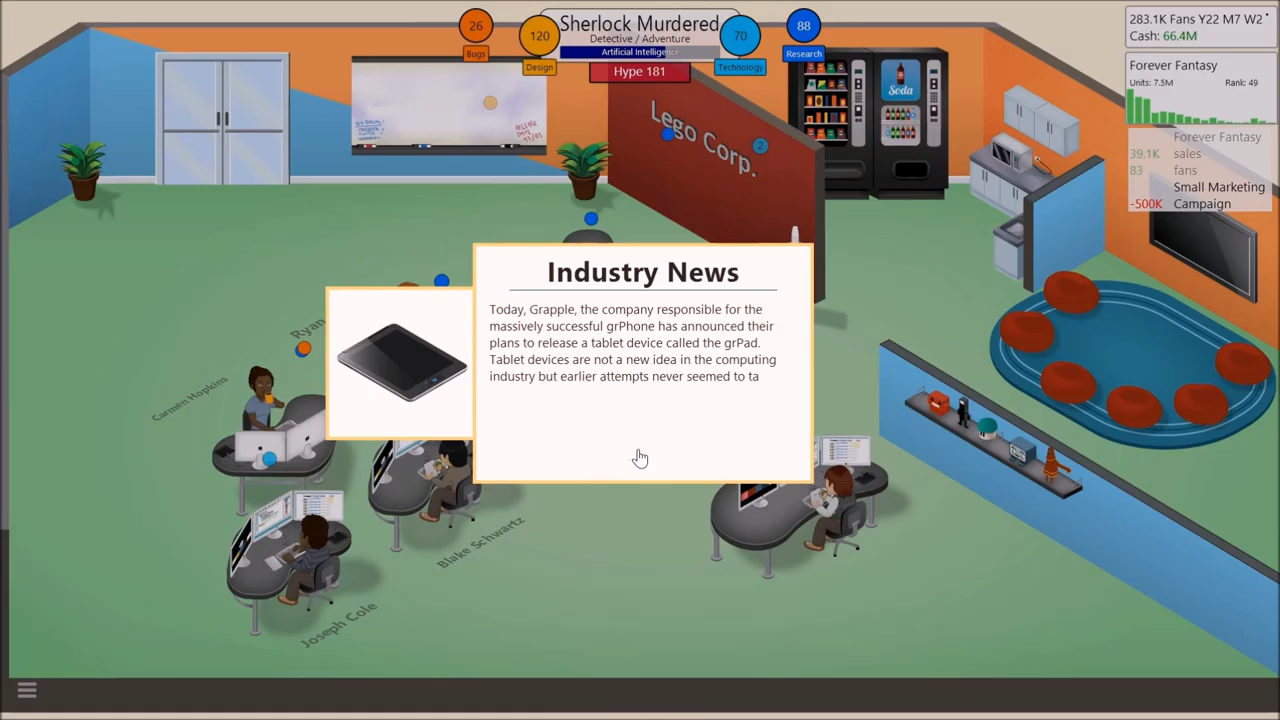 26
Bugs
120
Design
Sherlock Murdered
Detective / Adventure
Artificial Intelligence
70
Technology
88
Research
Hype 181
283.1K Fans Y22 M7 W2
Cash: 66.4M
Forever Fantasy
Units: 7.5M Rank: 49
Forever Fantasy
39.1K sales
83 fans
Small Marketing
-500K Campaign
RELEASE
Soda
Lego Corp.
2
Industry News
Today, Grapple, the company responsible for the
massively successful grPhone has announced their
plans to release a tablet device called the grPad.
Tablet devices are not a new idea in the computing
industry but earlier attempts never seemed to ta
Ryan
Carmen Hopkins
Blake Schwartz
Joseph Cole